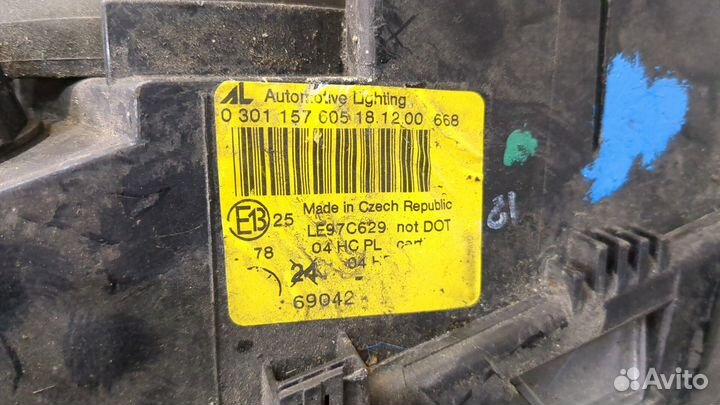 AL Automotive Lighting
0 301 157 605 18.12.00 668
E13 25 Made in Czech Republic
LE97C629 not DOT
78 04 HC PL
24 04
69042
Avito